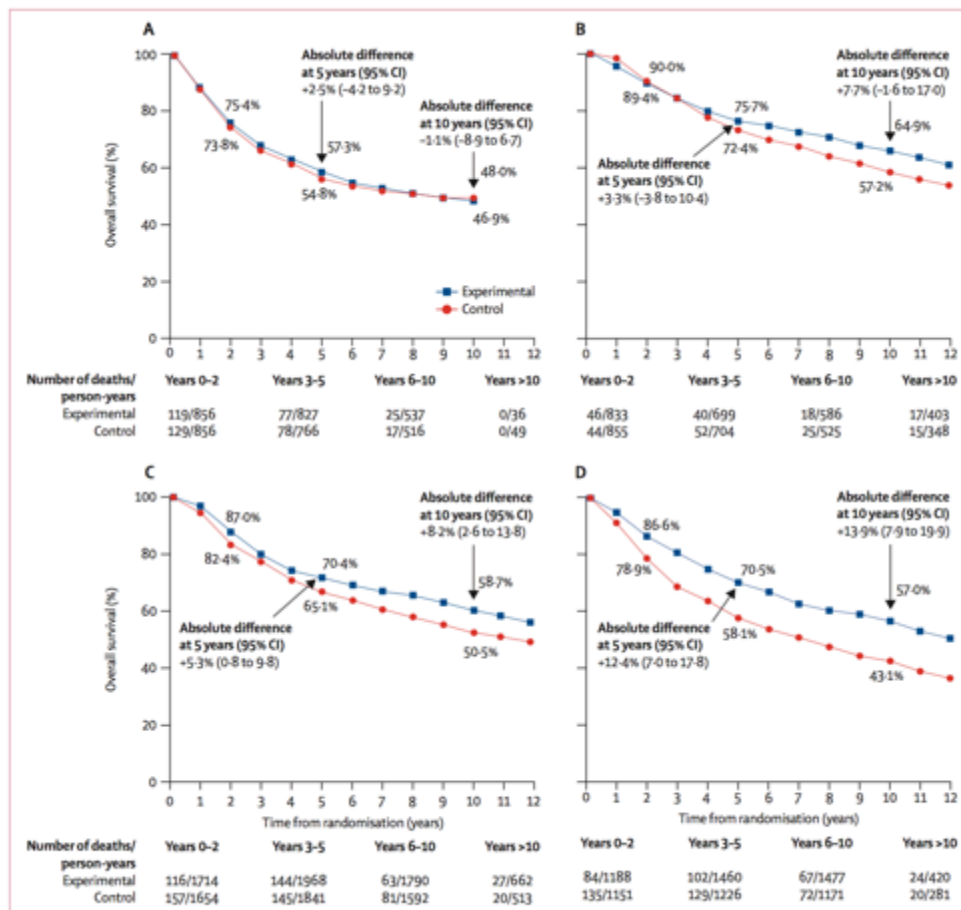 A
Absolute difference
at 5 years (95% CI)
+2·5% (–4·2 to 9·2)
Absolute difference
at 10 years (95% CI)
–1·1% (–8·9 to 6·7)
75·4%
73·8%
57·3%
54·8%
48·0%
46·9%
Overall survival (%)
100
80
60
40
20
0
Experimental
Control
0 1 2 3 4 5 6 7 8 9 10 11 12
Number of deaths/ Years 0–2 Years 3–5 Years 6–10 Years >10
person-years
Experimental 119/856 77/827 25/537 0/36
Control 129/856 78/766 17/516 0/49
B
Absolute difference
at 10 years (95% CI)
+7·7% (–1·6 to 17·0)
90·0%
89·4%
75·7%
72·4%
64·9%
57·2%
Absolute difference
at 5 years (95% CI)
+3·3% (–3·8 to 10·4)
100
80
60
40
20
0
0 1 2 3 4 5 6 7 8 9 10 11 12
Years 0–2 Years 3–5 Years 6–10 Years >10
46/833 40/699 18/586 17/403
44/855 52/704 25/525 15/348
C
Absolute difference
at 10 years (95% CI)
+8·2% (2·6 to 13·8)
87·0%
82·4%
70·4%
65·1%
58·7%
50·5%
Absolute difference
at 5 years (95% CI)
+5·3% (0·8 to 9·8)
Overall survival (%)
100
80
60
40
20
0
0 1 2 3 4 5 6 7 8 9 10 11 12
Time from randomisation (years)
Number of deaths/ Years 0–2 Years 3–5 Years 6–10 Years >10
person-years
Experimental 116/1714 144/1968 63/1790 27/662
Control 157/1654 145/1841 81/1592 20/513
D
Absolute difference
at 10 years (95% CI)
+13·9% (7·9 to 19·9)
86·6%
78·9%
70·5%
58·1%
57·0%
43·1%
Absolute difference
at 5 years (95% CI)
+12·4% (7·0 to 17·8)
100
80
60
40
20
0
0 1 2 3 4 5 6 7 8 9 10 11 12
Time from randomisation (years)
Years 0–2 Years 3–5 Years 6–10 Years >10
84/1188 102/1460 67/1477 24/420
135/1151 129/1226 72/1171 20/281